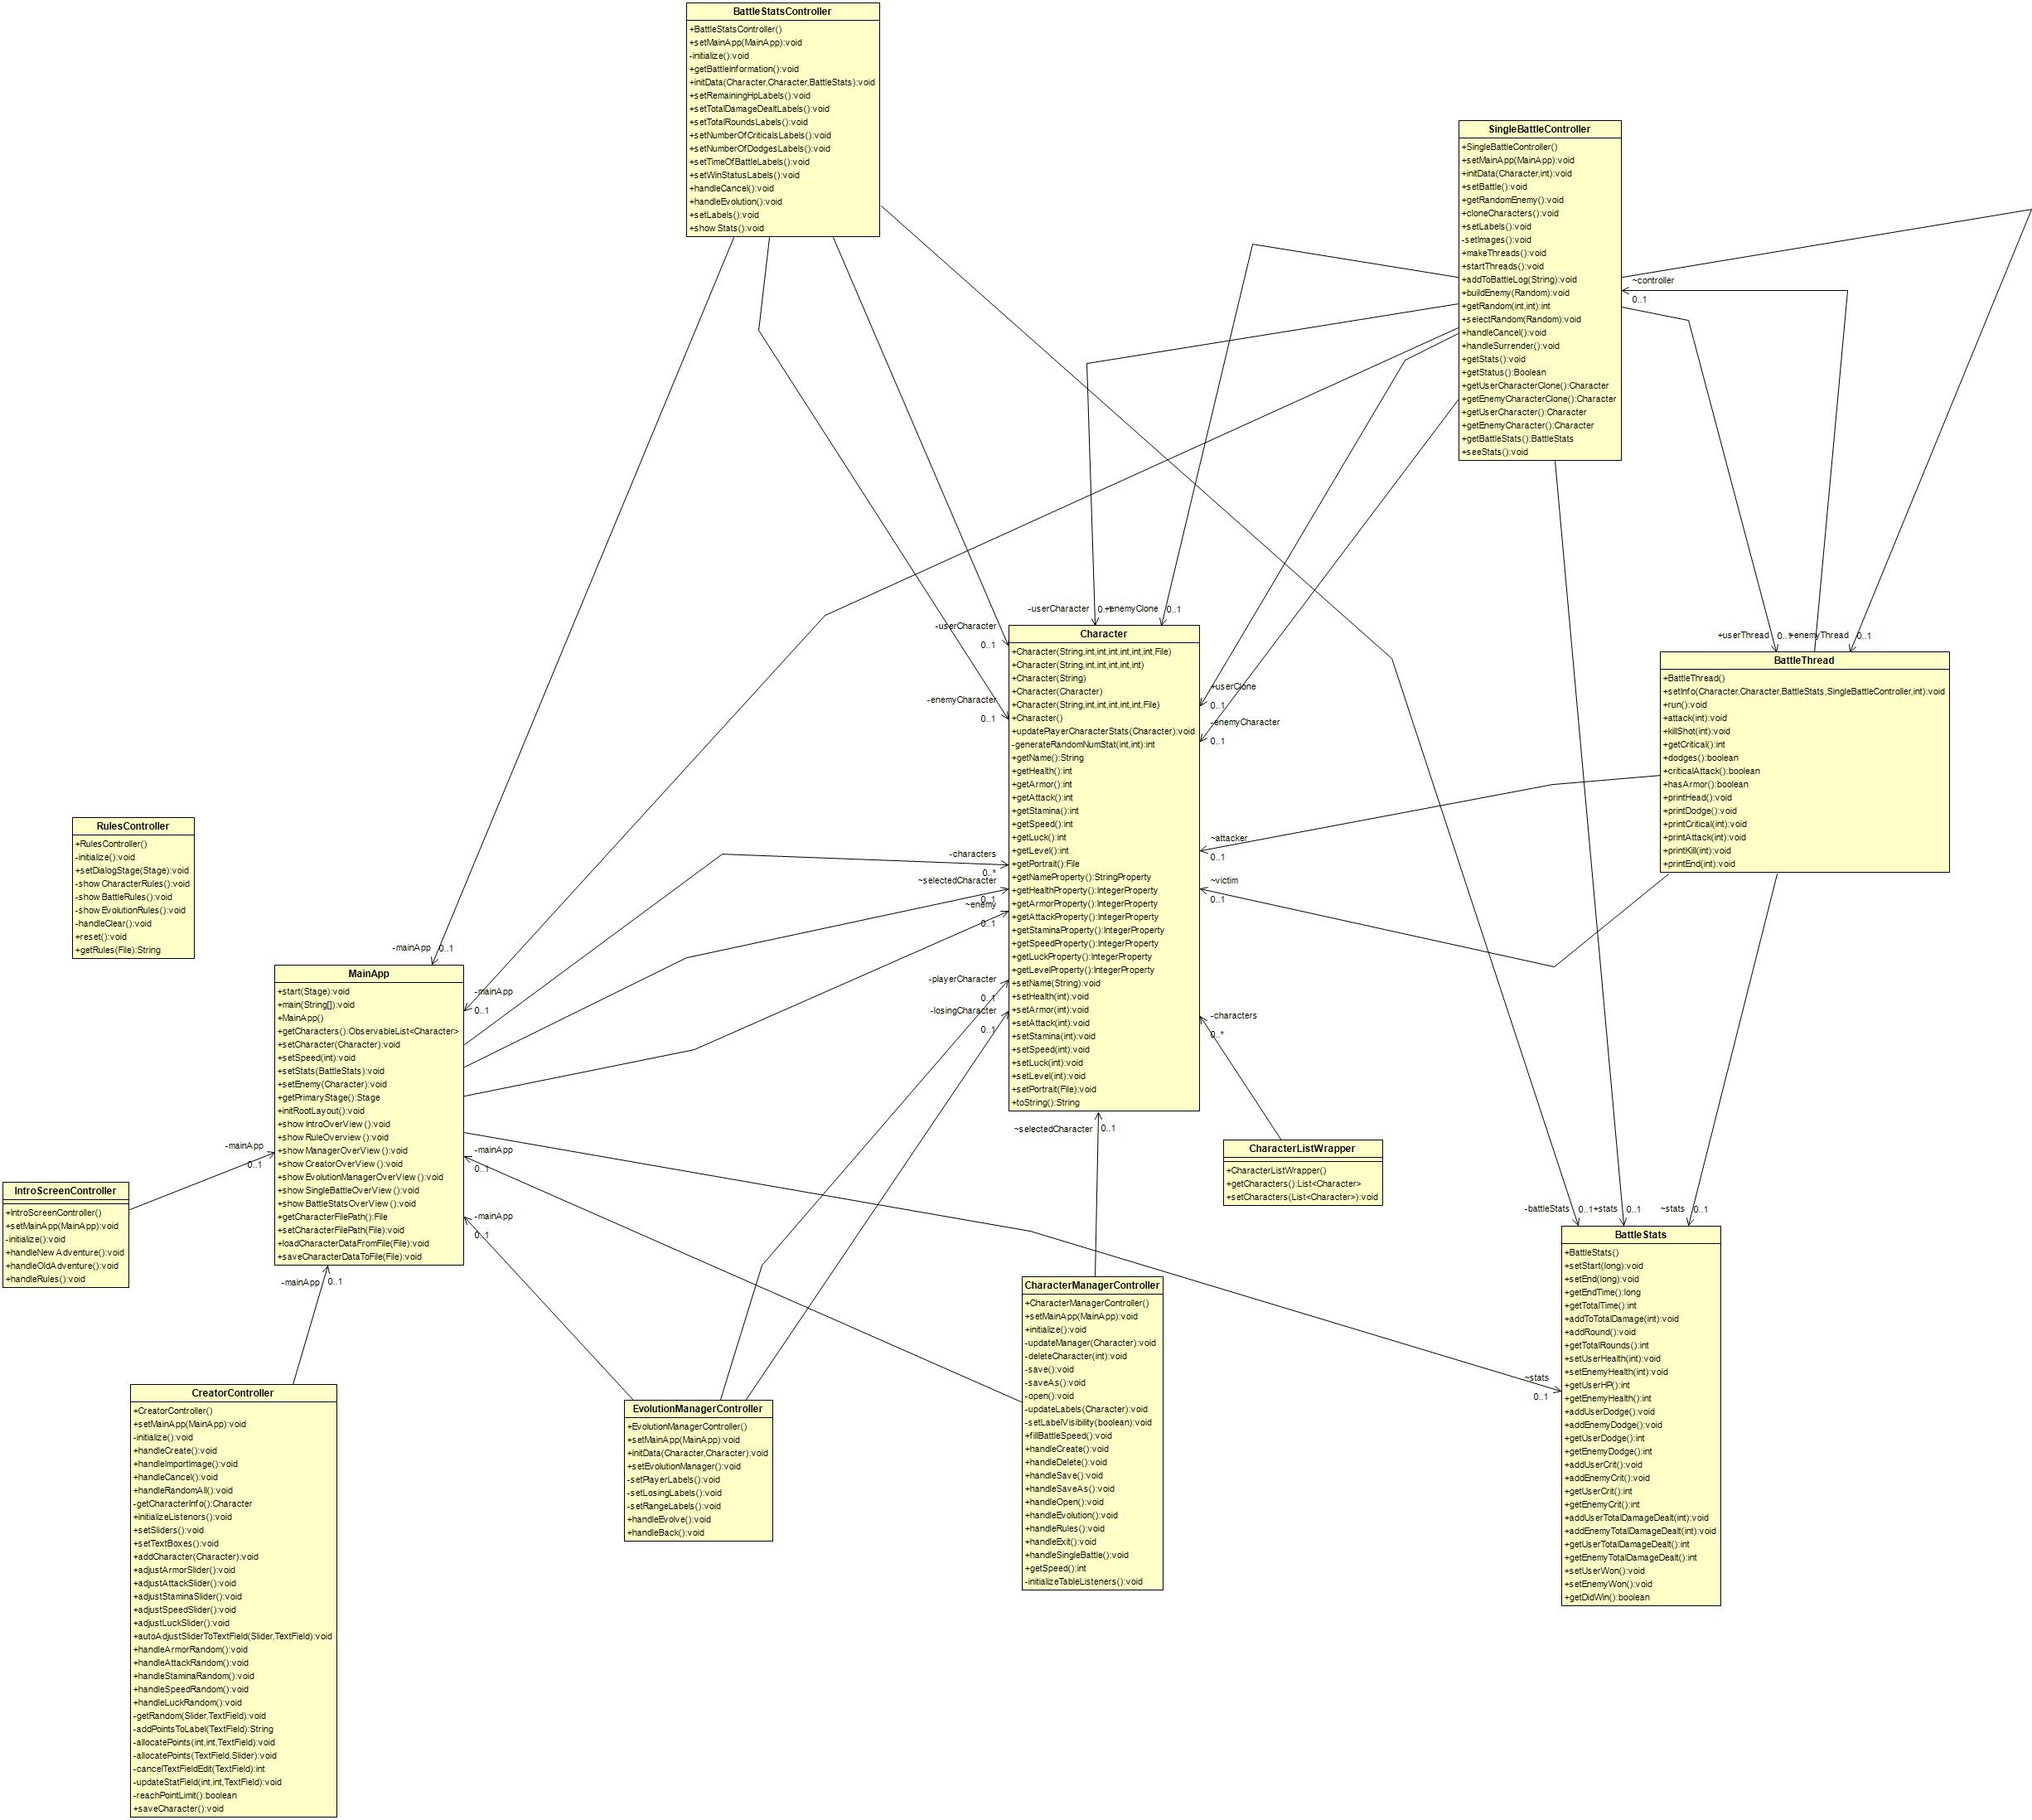 BattleStatsController
+BattleStatsController()
+setMainApp(MainApp):void
-initialize():void
+getBattleInformation():void
+initData(Character,Character,BattleStats):void
+setRemainingHpLabels():void
+setTotalDamageDealtLabels():void
+setTotalRoundsLabels():void
+setNumberOfCriticalsLabels():void
+setNumberOfDodgesLabels():void
+setTimeOfBattleLabels():void
+setWinStatusLabels():void
+handleCancel():void
+handleEvolution():void
+setLabels():void
+show Stats():void
SingleBattleController
+SingleBattleController()
+setMainApp(MainApp):void
+initData(Character,int):void
+setBattle():void
+getRandomEnemy():void
+cloneCharacters():void
+setLabels():void
-setImages():void
+makeThreads():void
+startThreads():void
+addToBattleLog(String):void
+buildEnemy(Random):void
+getRandom(int,int):int
+selectRandom(Random):void
+handleCancel():void
+handleSurrender():void
+getStats():void
+getStatus():Boolean
+getUserCharacterClone():Character
+getEnemyCharacterClone():Character
+getUserCharacter():Character
+getEnemyCharacter():Character
+getBattleStats():BattleStats
+seeStats():void
~controller
0..1
-userCharacter
0..1
+enemyClone
0..1
-userCharacter
0..1
-enemyCharacter
0..1
+userClone
0..1
-enemyCharacter
0..1
+userThread
0..1
+enemyThread
0..1
Character
+Character(String,int,int,int,int,int,int,File)
+Character(String,int,int,int,int,int)
+Character(String)
+Character(Character)
+Character(String,int,int,int,int,int,File)
+Character()
+updatePlayerCharacterStats(Character):void
-generateRandomNumStat(int,int):int
+getName():String
+getHealth():int
+getArmor():int
+getAttack():int
+getStamina():int
+getSpeed():int
+getLuck():int
+getLevel():int
+getPortrait():File
+getNameProperty():StringProperty
+getHealthProperty():IntegerProperty
+getArmorProperty():IntegerProperty
+getAttackProperty():IntegerProperty
+getStaminaProperty():IntegerProperty
+getSpeedProperty():IntegerProperty
+getLuckProperty():IntegerProperty
+getLevelProperty():IntegerProperty
+setName(String):void
+setHealth(int):void
+setArmor(int):void
+setAttack(int):void
+setStamina(int):void
+setSpeed(int):void
+setLuck(int):void
+setLevel(int):void
+setPortrait(File):void
+toString():String
BattleThread
+BattleThread()
+setInfo(Character,Character,BattleStats,SingleBattleController,int):void
+run():void
+attack(int):void
+killShot(int):void
+getCritical():int
+dodges():boolean
+criticalAttack():boolean
+hasArmor():boolean
+printHead():void
+printDodge():void
+printCritical(int):void
+printAttack(int):void
+printKill(int):void
+printEnd(int):void
~attacker
0..1
~victim
0..1
-characters
0..*
~selectedCharacter
0..1
~enemy
0..1
-playerCharacter
0..1
-losingCharacter
0..1
-characters
0..*
RulesController
+RulesController()
-initialize():void
+setDialogStage(Stage):void
-show CharacterRules():void
-show BattleRules():void
-show EvolutionRules():void
-handleClear():void
+reset():void
+getRules(File):String
-mainApp
0..1
-mainApp
0..1
MainApp
+start(Stage):void
+main(String[]):void
+MainApp()
+getCharacters():ObservableList<Character>
+setCharacter(Character):void
+setSpeed(int):void
+setStats(BattleStats):void
+setEnemy(Character):void
+getPrimaryStage():Stage
+initRootLayout():void
+show IntroOverView ():void
+show RuleOverview ():void
+show ManagerOverView ():void
+show CreatorOverView ():void
+show EvolutionManagerOverView ():void
+show SingleBattleOverView ():void
+show BattleStatsOverView ():void
+getCharacterFilePath():File
+setCharacterFilePath(File):void
+loadCharacterDataFromFile(File):void
+saveCharacterDataToFile(File):void
-mainApp
0..1
-mainApp
0..1
-mainApp
0..1
-mainApp
0..1
IntroScreenController
+IntroScreenController()
+setMainApp(MainApp):void
-initialize():void
+handleNew Adventure():void
+handleOldAdventure():void
+handleRules():void
~selectedCharacter
0..1
CharacterListWrapper
+CharacterListWrapper()
+getCharacters():List<Character>
+setCharacters(List<Character>):void
-battleStats
0..1
+stats
0..1
~stats
0..1
~stats
0..1
BattleStats
+BattleStats()
+setStart(long):void
+setEnd(long):void
+getEndTime():long
+getTotalTime():int
+addToTotalDamage(int):void
+addRound():void
+getTotalRounds():int
+setUserHealth(int):void
+setEnemyHealth(int):void
+getUserHP():int
+getEnemyHealth():int
+addUserDodge():void
+addEnemyDodge():void
+getUserDodge():int
+getEnemyDodge():int
+addUserCrit():void
+addEnemyCrit():void
+getUserCrit():int
+getEnemyCrit():int
+addUserTotalDamageDealt(int):void
+addEnemyTotalDamageDealt(int):void
+getUserTotalDamageDealt():int
+getEnemyTotalDamageDealt():int
+setUserWon():void
+setEnemyWon():void
+getDidWin():boolean
CharacterManagerController
+CharacterManagerController()
+setMainApp(MainApp):void
+initialize():void
-updateManager(Character):void
-deleteCharacter(int):void
-save():void
-saveAs():void
-open():void
-updateLabels(Character):void
-setLabelVisibility(boolean):void
+fillBattleSpeed():void
+handleCreate():void
+handleDelete():void
+handleSave():void
+handleSaveAs():void
+handleOpen():void
+handleEvolution():void
+handleRules():void
+handleExit():void
+handleSingleBattle():void
+getSpeed():int
-initializeTableListeners():void
CreatorController
+CreatorController()
+setMainApp(MainApp):void
-initialize():void
+handleCreate():void
+handleImportImage():void
+handleCancel():void
+handleRandomAll():void
-getCharacterInfo():Character
+initializeListenors():void
+setSliders():void
+setTextBoxes():void
+addCharacter(Character):void
+adjustArmorSlider():void
+adjustAttackSlider():void
+adjustStaminaSlider():void
+adjustSpeedSlider():void
+adjustLuckSlider():void
+autoAdjustSliderToTextField(Slider,TextField):void
+handleArmorRandom():void
+handleAttackRandom():void
+handleStaminaRandom():void
+handleSpeedRandom():void
+handleLuckRandom():void
-getRandom(Slider,TextField):void
-addPointsToLabel(TextField):String
-allocatePoints(int,int,TextField):void
-allocatePoints(TextField,Slider):void
-cancelTextFieldEdit(TextField):int
-updateStatField(int,int,TextField):void
-reachPointLimit():boolean
+saveCharacter():void
EvolutionManagerController
+EvolutionManagerController()
+setMainApp(MainApp):void
+initData(Character,Character):void
+setEvolutionManager():void
-setPlayerLabels():void
-setLosingLabels():void
-setRangeLabels():void
+handleEvolve():void
+handleBack():void